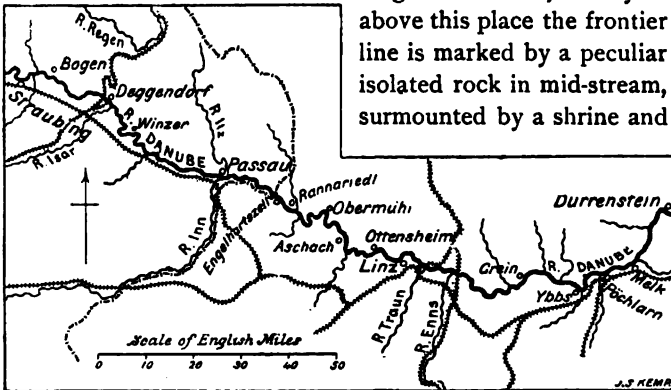 above this place the frontier
line is marked by a peculiar
isolated rock in mid-stream,
surmounted by a shrine and
R. Regen
Bogen
Deggendorf
Straubing
R. Isar
Winzer
R. DANUBE
R. Ilz
Passau
R. Inn
Engelhartszell
Rannariedl
Obermuhl
Aschach
Ottensheim
Linz
R. Traun
R. Enns
Grein
R. DANUBE
Ybbs
Pöchlarn
Melk
Durrenstein
Scale of English Miles
0 10 20 30 40 50